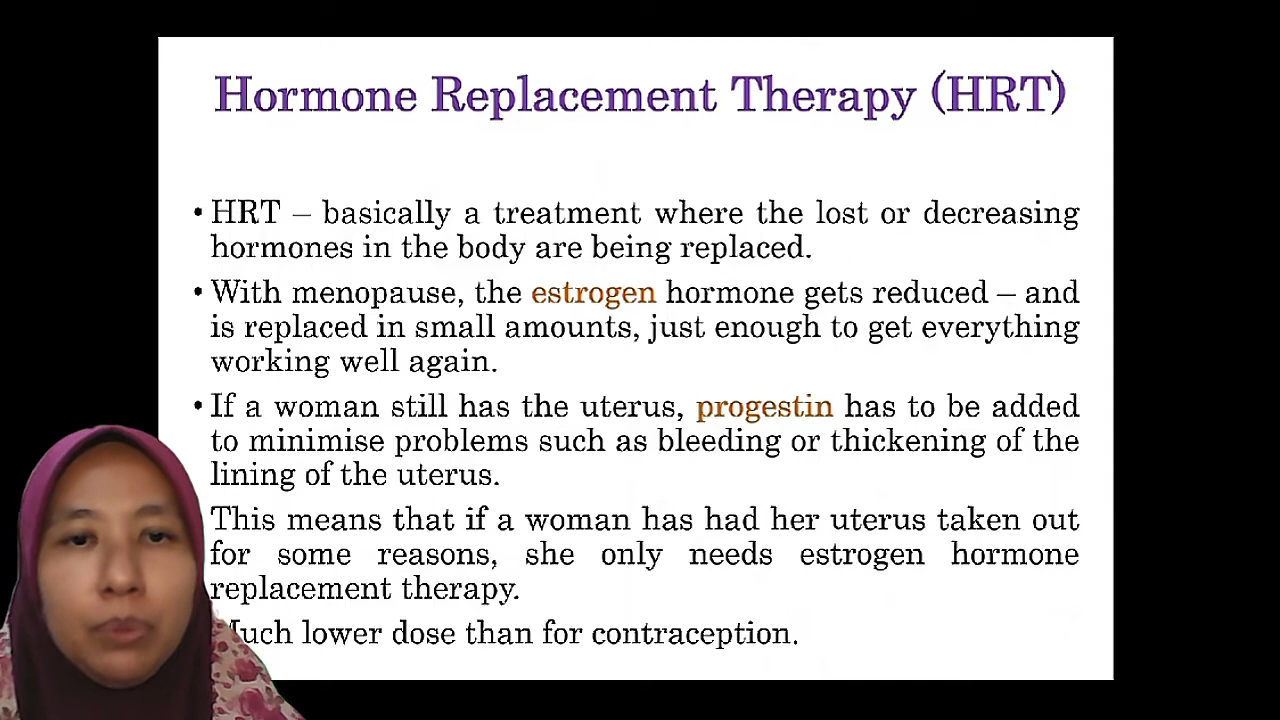 Hormone Replacement Therapy (HRT)
• HRT – basically a treatment where the lost or decreasing
hormones in the body are being replaced.
• With menopause, the estrogen hormone gets reduced – and
is replaced in small amounts, just enough to get everything
working well again.
• If a woman still has the uterus, progestin has to be added
to minimise problems such as bleeding or thickening of the
lining of the uterus.
This means that if a woman has had her uterus taken out
for some reasons, she only needs estrogen hormone
replacement therapy.
Much lower dose than for contraception.